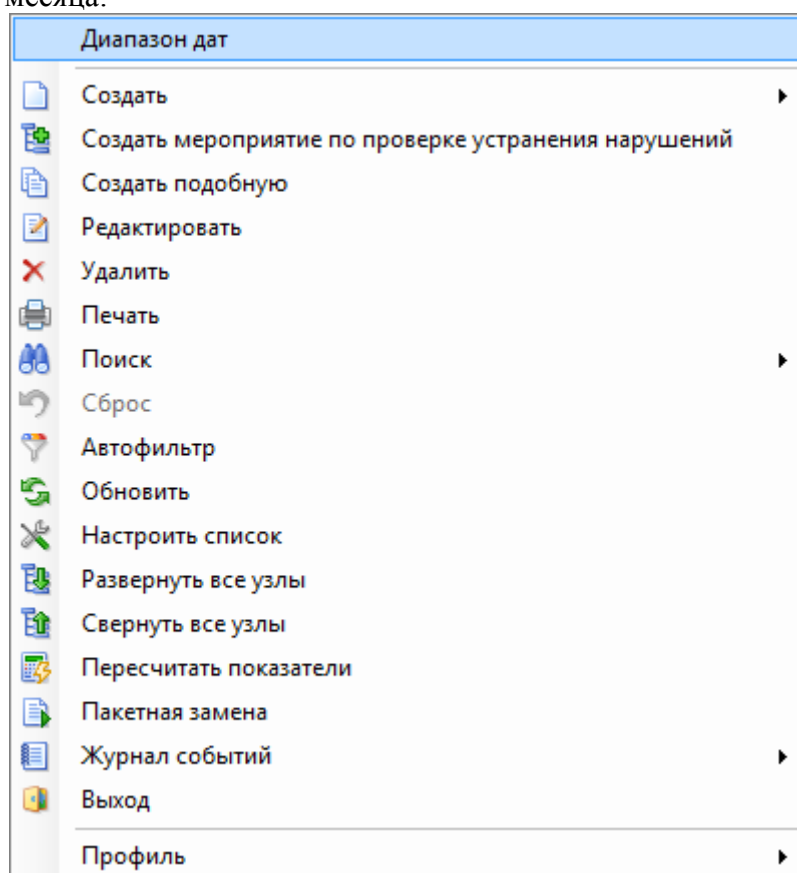 месяца.
Диапазон дат
Создать
Создать мероприятие по проверке устранения нарушений
Создать подобную
Редактировать
Удалить
Печать
Поиск
Сброс
Автофильтр
Обновить
Настроить список
Развернуть все узлы
Свернуть все узлы
Пересчитать показатели
Пакетная замена
Журнал событий
Выход
Профиль